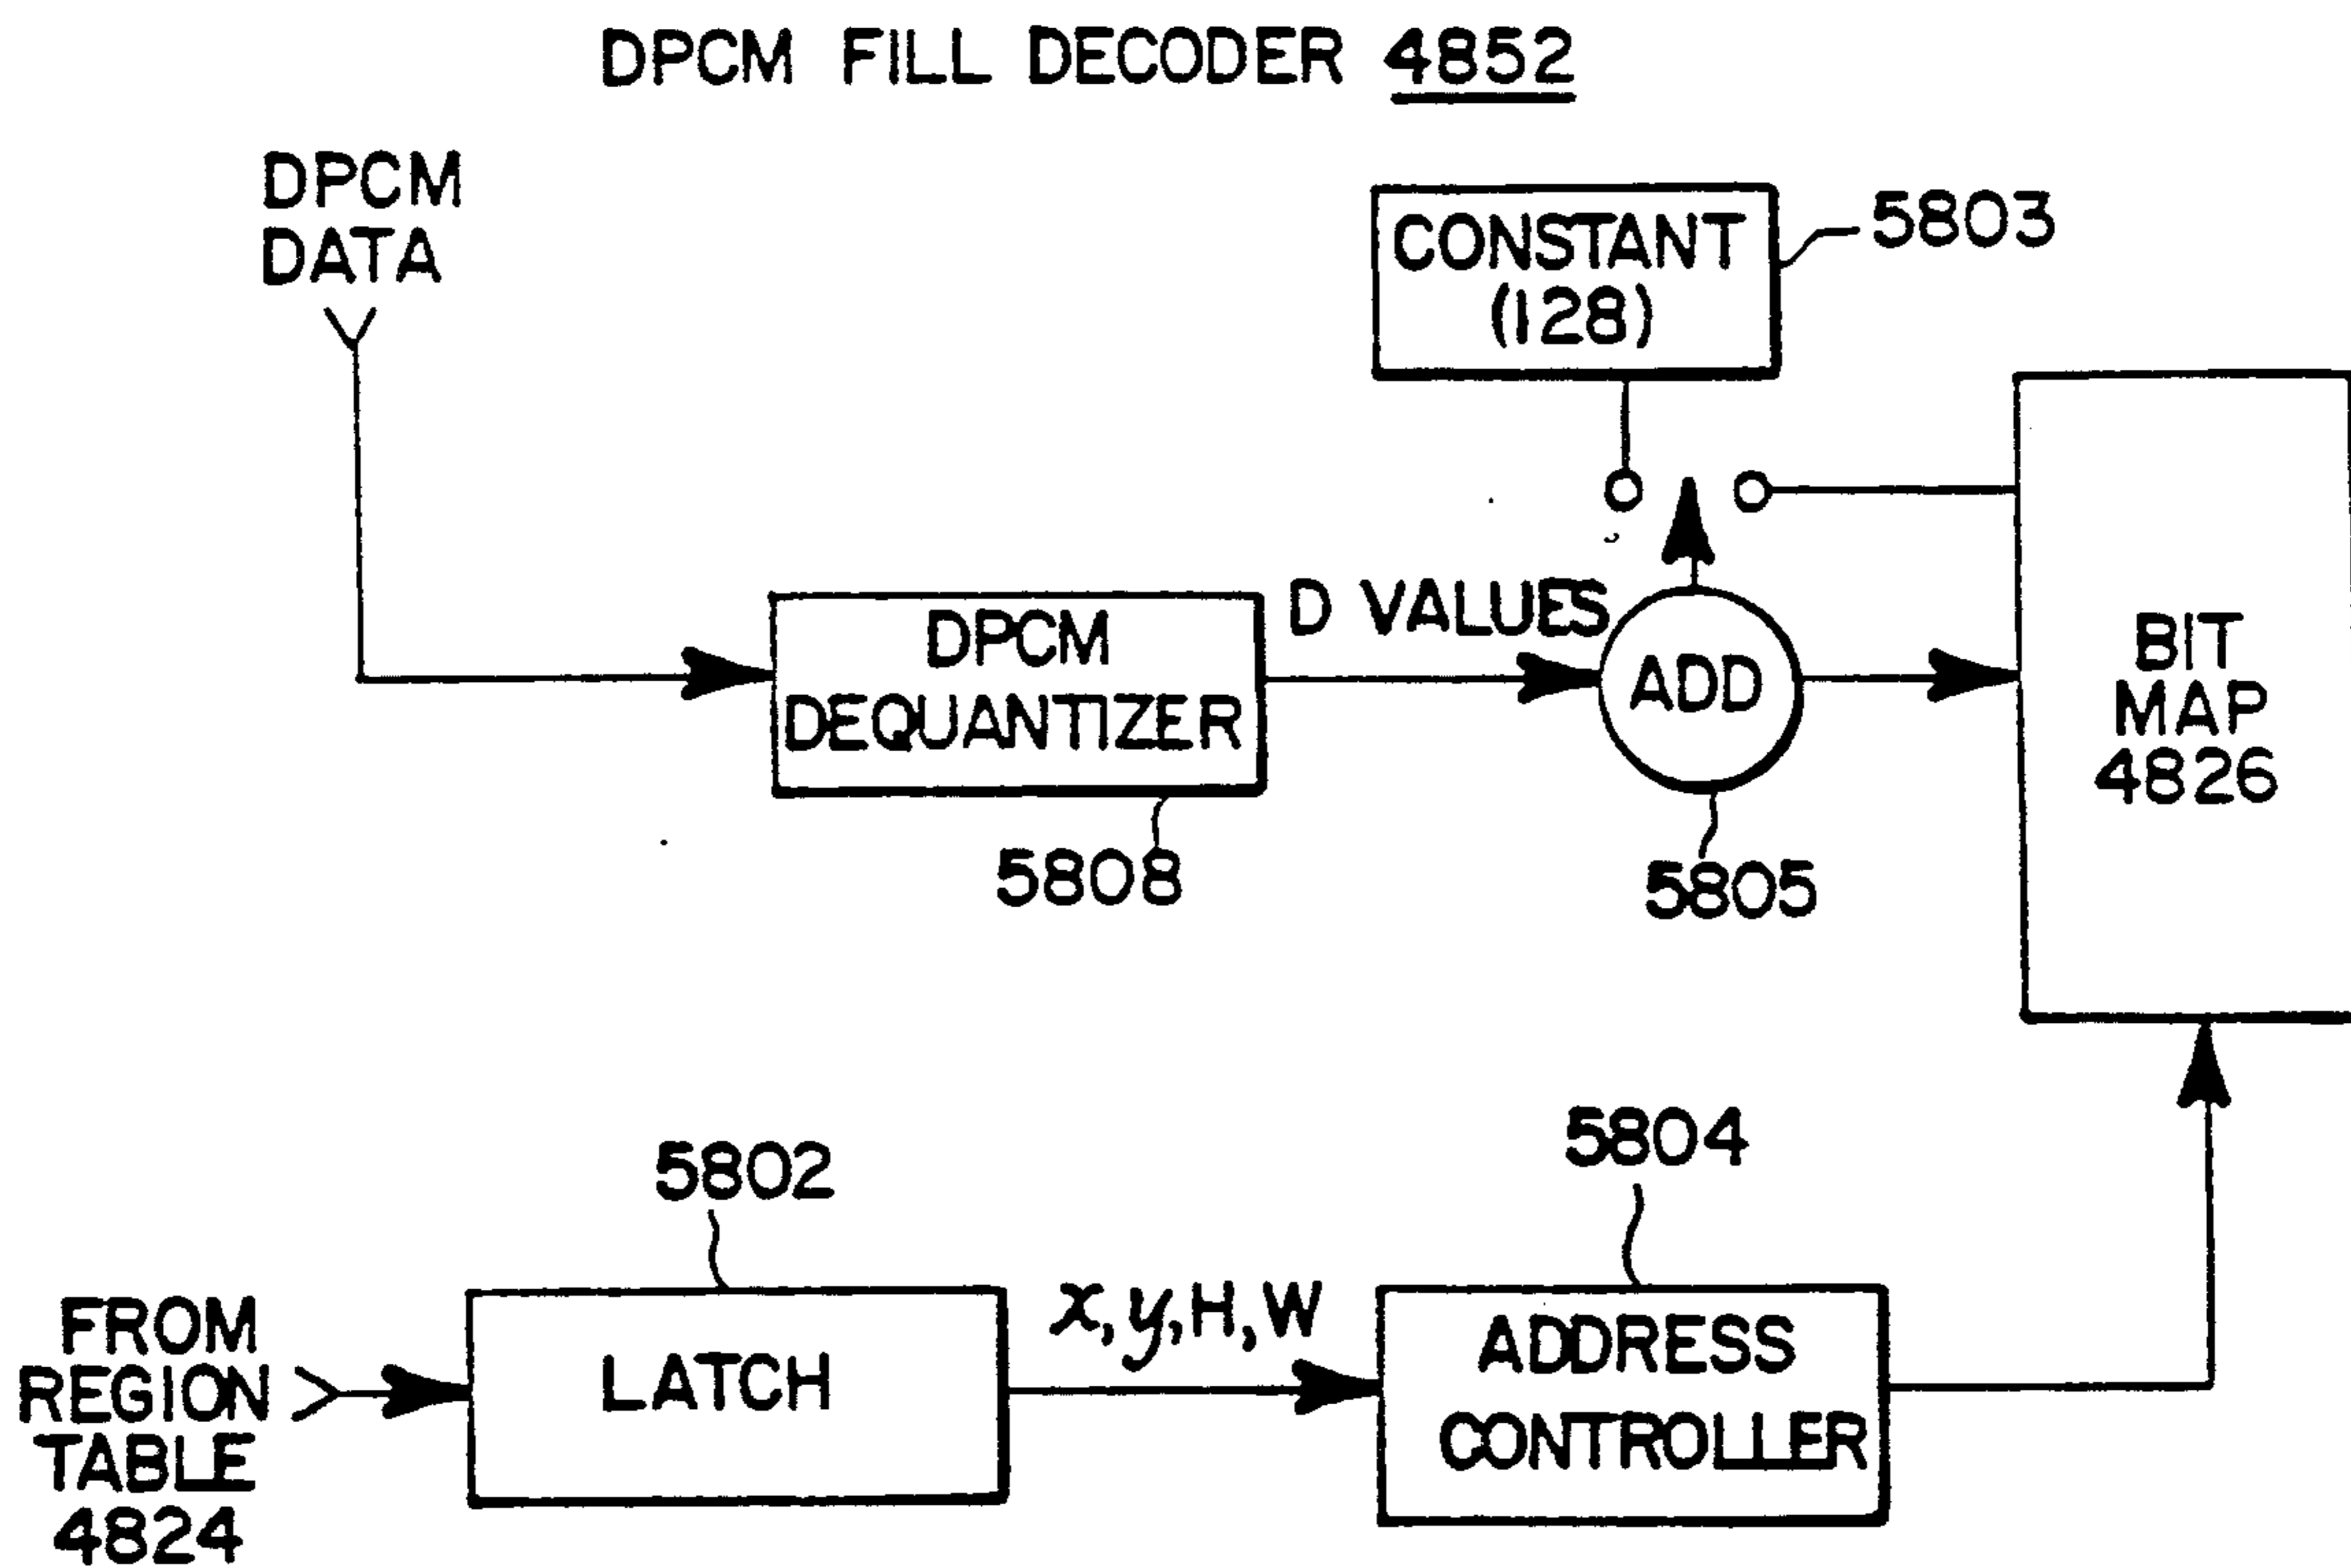 DPCM FILL DECODER 4852
DPCM
DATA
CONSTANT
(128)
5803
DPCM
DEQUANTIZER
5808
D VALUES
ADD
5805
BIT
MAP
4826
5802
5804
FROM
REGION
TABLE
4824
LATCH
x,y,H,W
ADDRESS
CONTROLLER